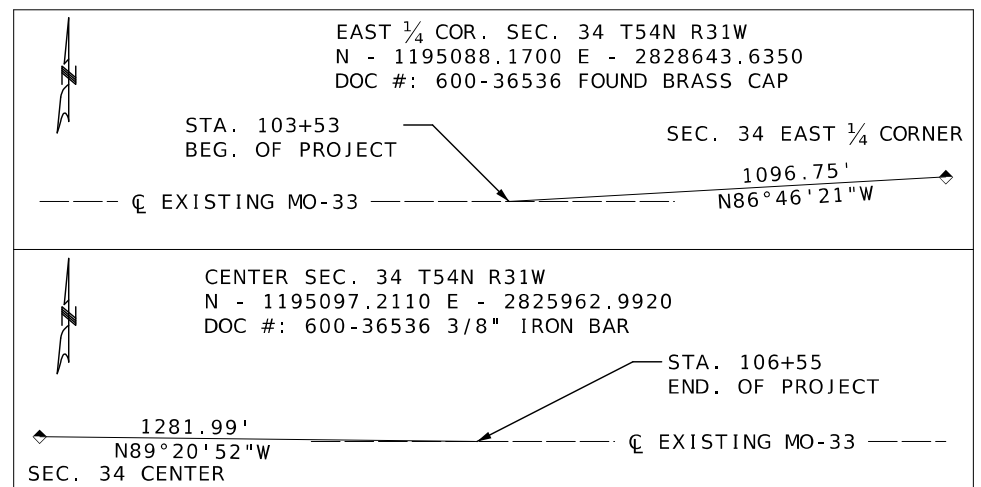 EAST ¼ COR. SEC. 34 T54N R31W
N - 1195088.1700 E - 2828643.6350
DOC #: 600-36536 FOUND BRASS CAP
N
STA. 103+53
BEG. OF PROJECT
SEC. 34 EAST ¼ CORNER
1096.75'
N86°46'21"W
℄ EXISTING MO-33
CENTER SEC. 34 T54N R31W
N - 1195097.2110 E - 2825962.9920
DOC #: 600-36536 3/8" IRON BAR
N
STA. 106+55
END. OF PROJECT
1281.99'
N89°20'52"W
℄ EXISTING MO-33
SEC. 34 CENTER